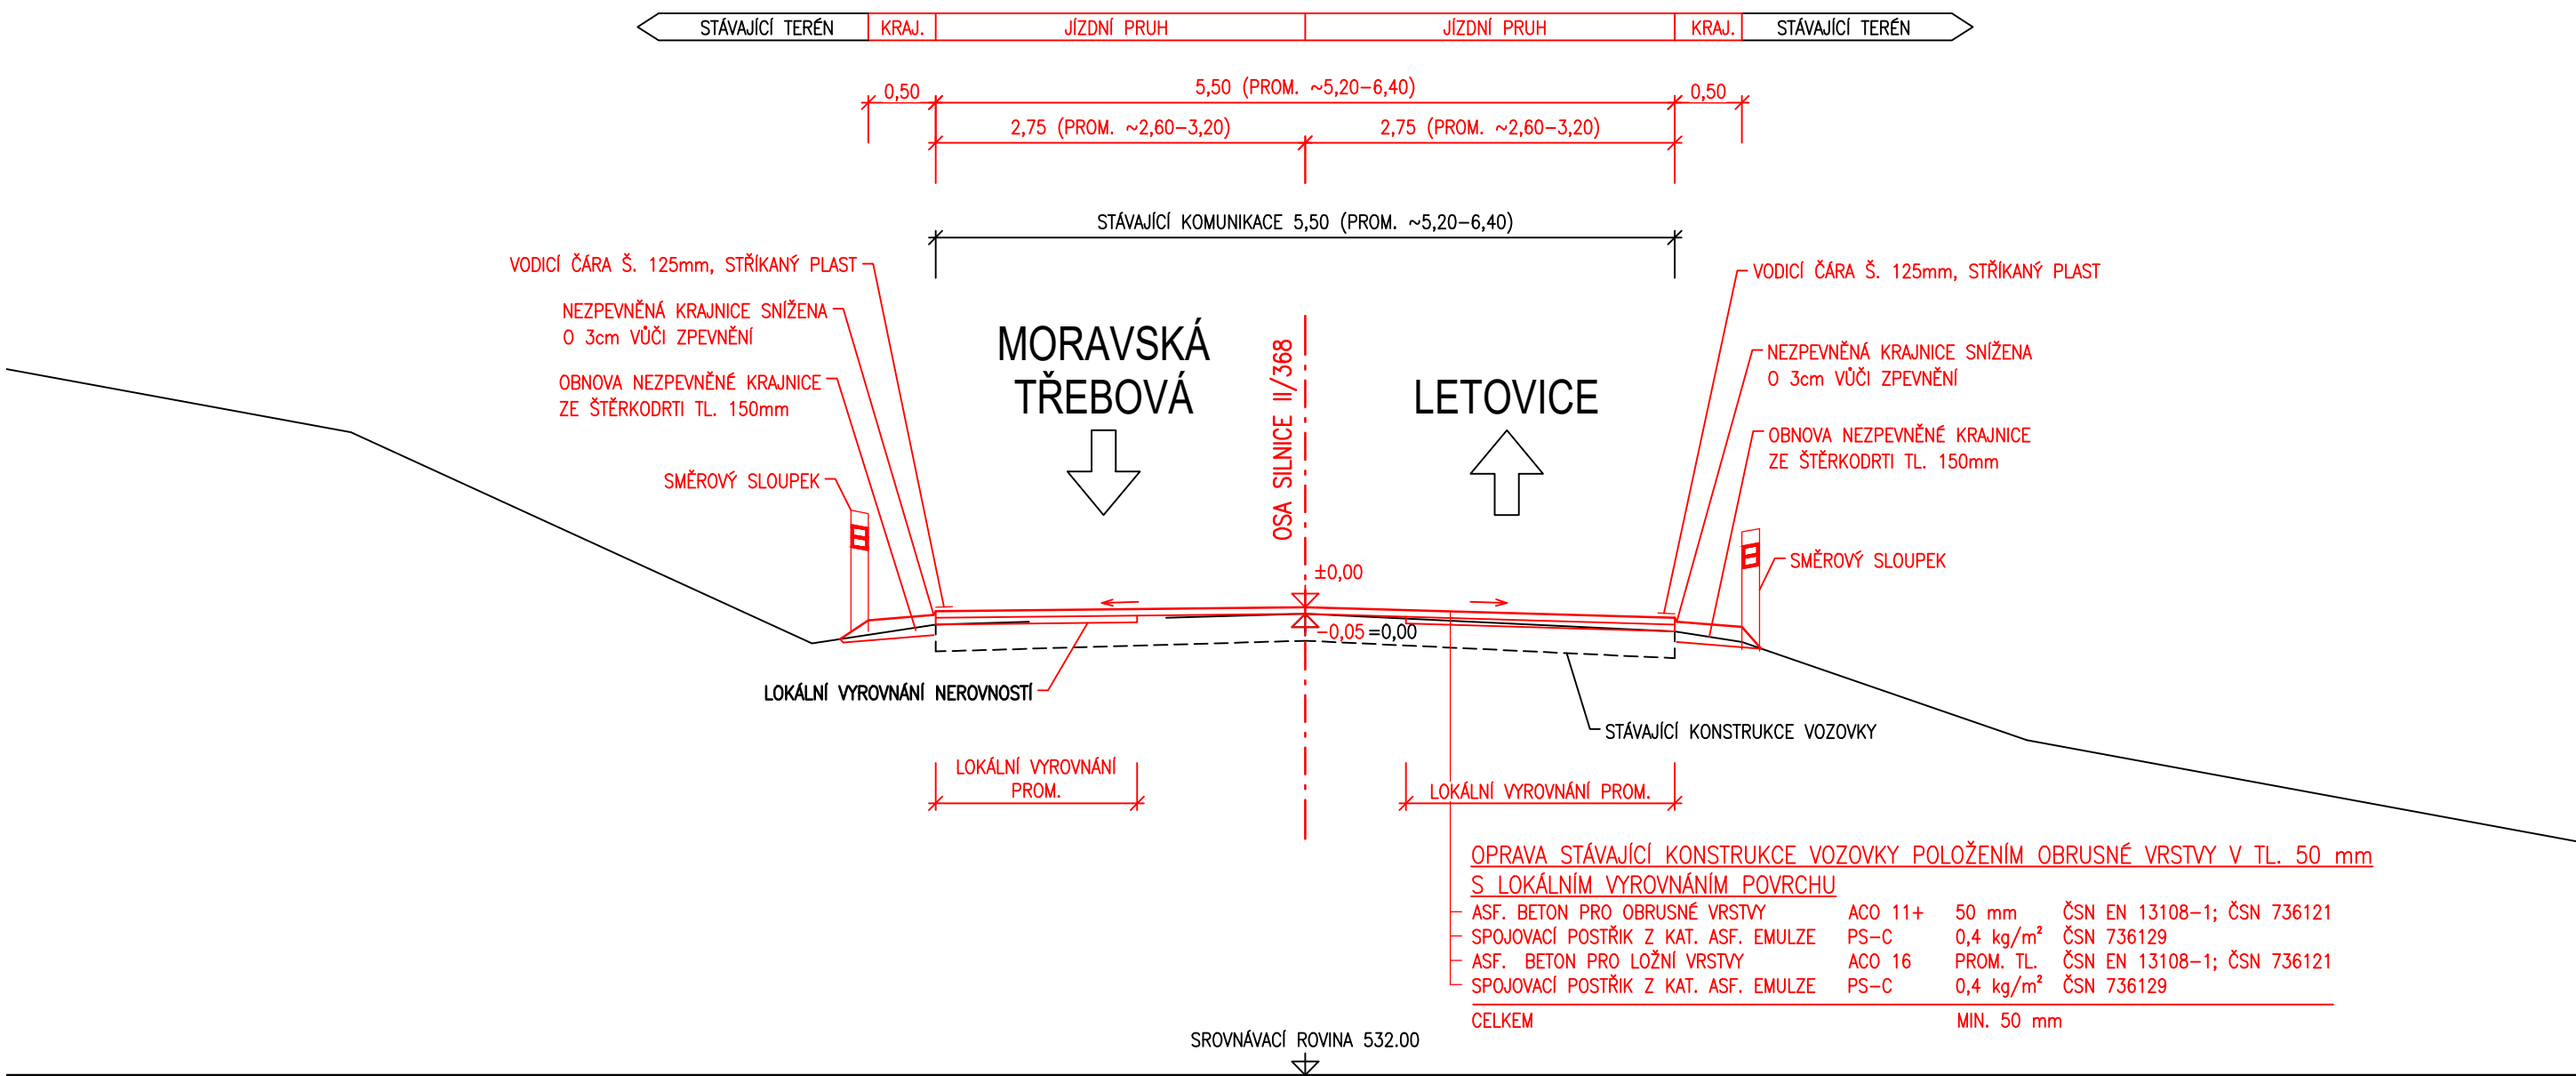 STÁVAJÍCÍ TERÉN KRAJ. JÍZDNÍ PRUH JÍZDNÍ PRUH KRAJ. STÁVAJÍCÍ TERÉN
0,50 5,50 (PROM. ~5,20-6,40) 0,50
2,75 (PROM. ~2,60-3,20) 2,75 (PROM. ~2,60-3,20)
STÁVAJÍCÍ KOMUNIKACE 5,50 (PROM. ~5,20-6,40)
VODICÍ ČÁRA Š. 125mm, STŘÍKANÝ PLAST
NEZPEVNĚNÁ KRAJNICE SNÍŽENA
O 3cm VŮČI ZPEVNĚNÍ
OBNOVA NEZPEVNĚNÉ KRAJNICE
ZE ŠTĚRKODRTI TL. 150mm
SMĚROVÝ SLOUPEK
MORAVSKÁ
TŘEBOVÁ
OSA SILNICE II/368
LETOVICE
VODICÍ ČÁRA Š. 125mm, STŘÍKANÝ PLAST
NEZPEVNĚNÁ KRAJNICE SNÍŽENA
O 3cm VŮČI ZPEVNĚNÍ
OBNOVA NEZPEVNĚNÉ KRAJNICE
ZE ŠTĚRKODRTI TL. 150mm
SMĚROVÝ SLOUPEK
±0,00
-0,05=0,00
LOKÁLNÍ VYROVNÁNÍ NEROVNOSTÍ
STÁVAJÍCÍ KONSTRUKCE VOZOVKY
LOKÁLNÍ VYROVNÁNÍ
PROM.
LOKÁLNÍ VYROVNÁNÍ PROM.
OPRAVA STÁVAJÍCÍ KONSTRUKCE VOZOVKY POLOŽENÍM OBRUSNÉ VRSTVY V TL. 50 mm
S LOKÁLNÍM VYROVNÁNÍM POVRCHU
ASF. BETON PRO OBRUSNÉ VRSTVY ACO 11+ 50 mm ČSN EN 13108-1; ČSN 736121
SPOJOVACÍ POSTŘIK Z KAT. ASF. EMULZE PS-C 0,4 kg/m² ČSN 736129
ASF. BETON PRO LOŽNÍ VRSTVY ACO 16 PROM. TL. ČSN EN 13108-1; ČSN 736121
SPOJOVACÍ POSTŘIK Z KAT. ASF. EMULZE PS-C 0,4 kg/m² ČSN 736129
CELKEM MIN. 50 mm
SROVNÁVACÍ ROVINA 532.00